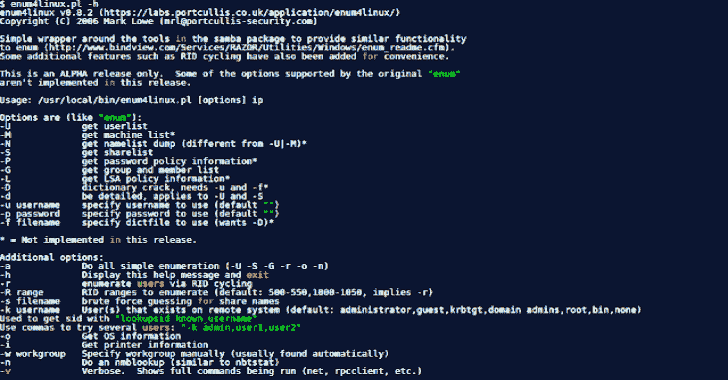 $ enum4linux.pl -h
enum4linux v0.8.2 (https://labs.portcullis.co.uk/application/enum4linux/)
Copyright (C) 2006 Mark Lowe (mrl@portcullis-security.com)
Simple wrapper around the tools in the samba package to provide similar functionality
to enum (http://www.bindview.com/Services/RAZOR/Utilities/Windows/enum_readme.cfm).
Some additional features such as RID cycling have also been added for convenience.
This is an ALPHA release only.  Some of the options supported by the original "enum"
aren't implemented in this release.
Usage: /usr/local/bin/enum4linux.pl [options] ip
Options are (like "enum"):
-U get userlist
-M get machine list*
-N get namelist dump (different from -U|-M)*
-S get sharelist
-P get password policy information*
-G get group and member list
-L get LSA policy information*
-D dictionary crack, needs -u and -f*
-d be detailed, applies to -U and -S
-u username specify username to use (default "")
-p password specify password to use (default "")
-f filename specify dictfile to use (wants -D)*
* = Not implemented in this release.
Additional options:
-a Do all simple enumeration (-U -S -G -r -o -n)
-h Display this help message and exit
-r enumerate users via RID cycling
-R range RID ranges to enumerate (default: 500-550,1000-1050, implies -r)
-s filename brute force guessing for share names
-k username User(s) that exists on remote system (default: administrator,guest,krbtgt,domain admins,root,bin,none)
Used to get sid with "lookupsid known_username"
Use commas to try several users: "-k admin,user1,user2"
-o Get OS information
-i Get printer information
-w workgroup Specify workgroup manually (usually found automatically)
-n Do an nmblookup (similar to nbtstat)
-v Verbose.  Shows full commands being run (net, rpcclient, etc.)